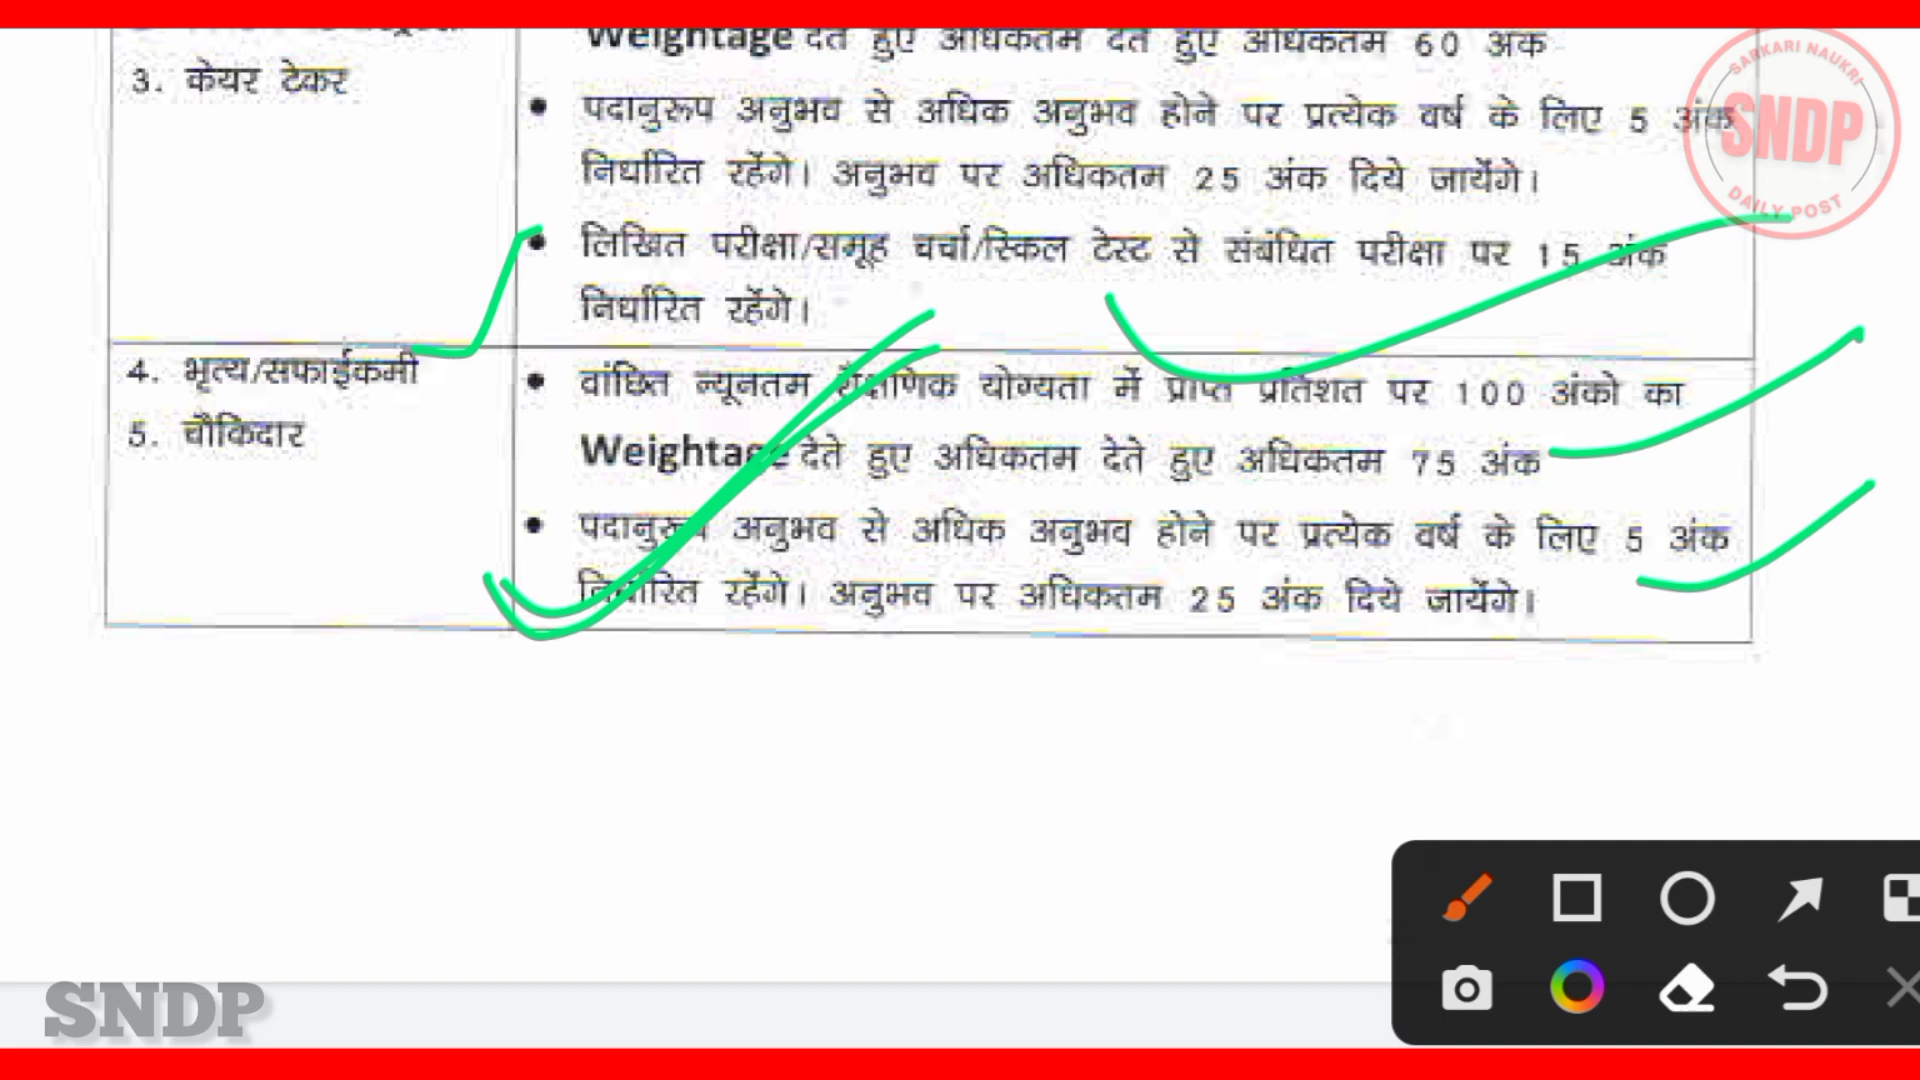 Weightage देते हुए अधिकतम देते हुए अधिकतम 60 अंक
3. केयर टेकर
• पदानुरूप अनुभव से अधिक अनुभव होने पर प्रत्येक वर्ष के लिए 5 अंक
निर्धारित रहेंगे। अनुभव पर अधिकतम 25 अंक दिये जायेंगे।
• लिखित परीक्षा/समूह चर्चा/स्किल टेस्ट से संबंधित परीक्षा पर 15 अंक
निर्धारित रहेंगे।
4. भृत्य/सफाईकर्मी
5. चौकिदार
• वांछित न्यूनतम शैक्षणिक योग्यता में प्राप्त प्रतिशत पर 100 अंको का
Weightage देते हुए अधिकतम देते हुए अधिकतम 75 अंक
• पदानुरूप अनुभव से अधिक अनुभव होने पर प्रत्येक वर्ष के लिए 5 अंक
निर्धारित रहेंगे। अनुभव पर अधिकतम 25 अंक दिये जायेंगे।
SARKARI NAUKRI
SNDP
DAILY POST
SNDP